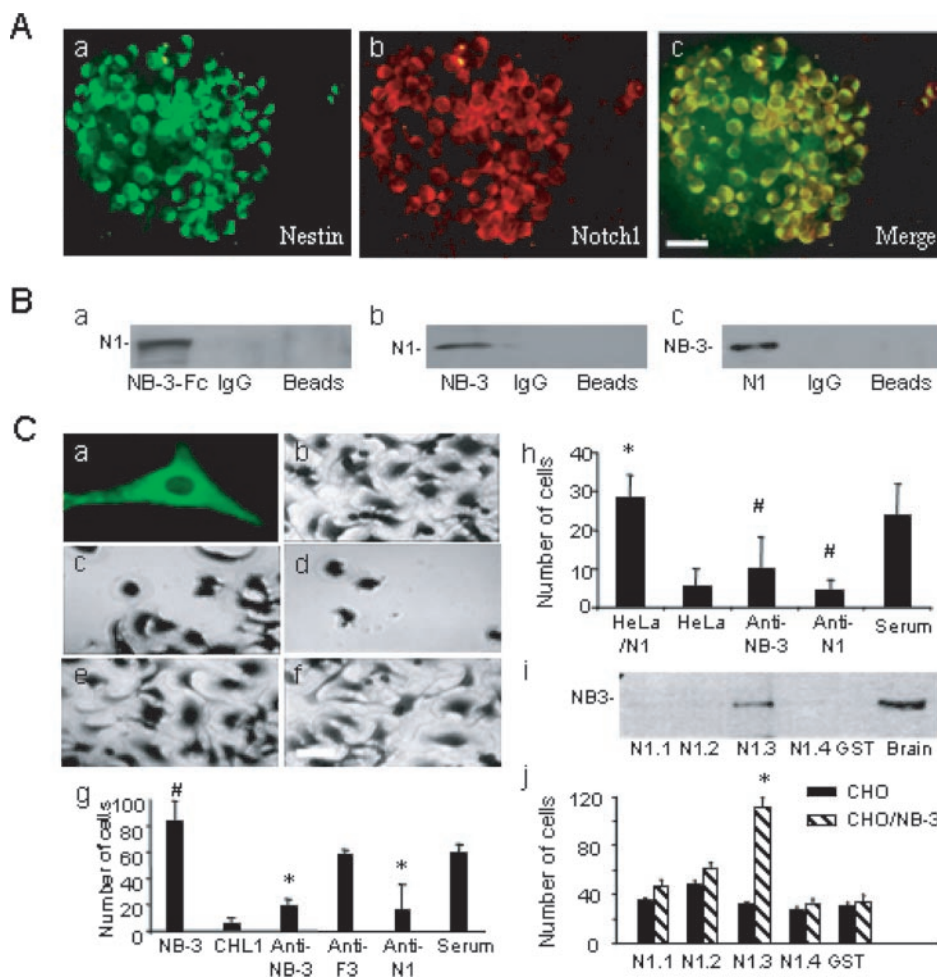 A
a
b
c
Nestin
Notch1
Merge
B
a
b
c
N1-
N1-
NB-3-
NB-3-Fc IgG Beads
NB-3 IgG Beads
N1 IgG Beads
C
a
b
c
d
e
f
g
Number of cells
100
80
60
40
20
0
#
*
*
NB-3 CHL1 Anti-NB-3 Anti-F3 Anti-N1 Serum
h
Number of cells
40
30
20
10
0
*
#
#
HeLa/N1 HeLa Anti-NB-3 Anti-N1 Serum
i
NB3-
N1.1 N1.2 N1.3 N1.4 GST Brain
j
Number of cells
120
80
40
0
*
CHO
CHO/NB-3
N1.1 N1.2 N1.3 N1.4 GST